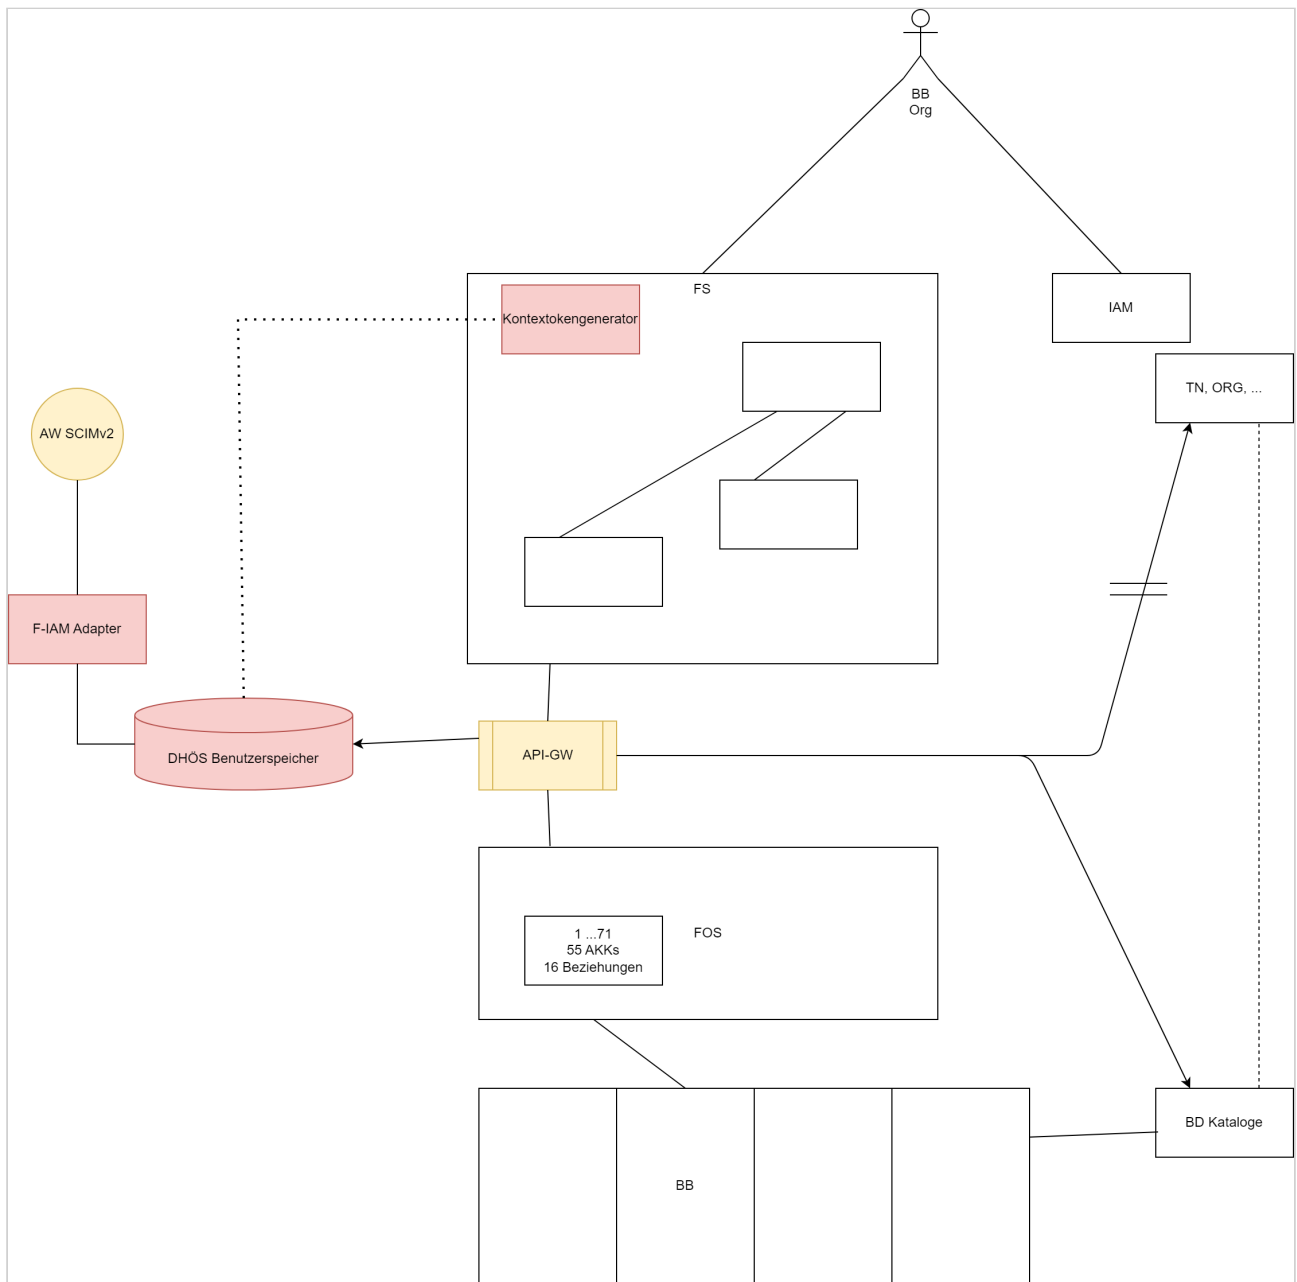 BB
Org
FS
Kontextokengenerator
IAM
TN, ORG, ...
AW SCIMv2
F-IAM Adapter
DHÖS Benutzerspeicher
API-GW
1 ...71
55 AKKs
16 Beziehungen
FOS
BD Kataloge
BB